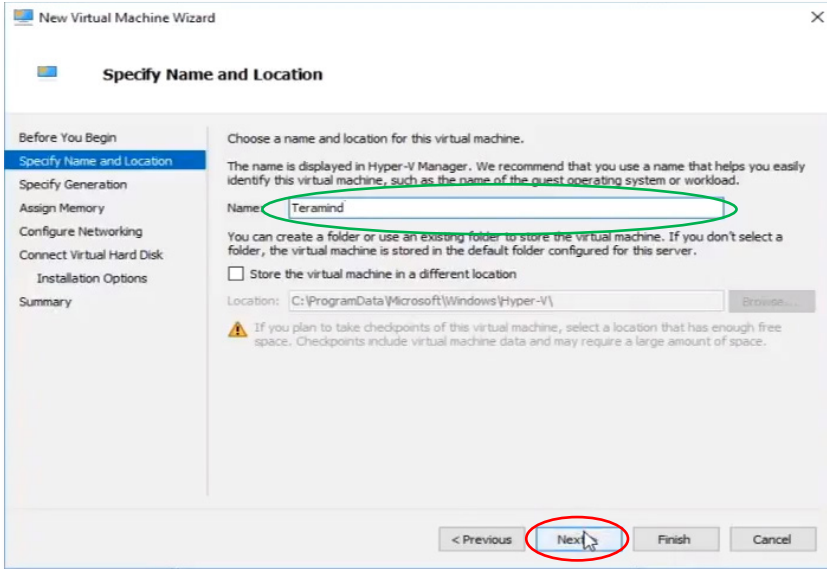 New Virtual Machine Wizard
Specify Name and Location
Before You Begin
Specify Name and Location
Specify Generation
Assign Memory
Configure Networking
Connect Virtual Hard Disk
Installation Options
Summary
Choose a name and location for this virtual machine.
The name is displayed in Hyper-V Manager. We recommend that you use a name that helps you easily
identify this virtual machine, such as the name of the guest operating system or workload.
Name: Teramind
You can create a folder or use an existing folder to store the virtual machine. If you don't select a
folder, the virtual machine is stored in the default folder configured for this server.
Store the virtual machine in a different location
Location: C:\ProgramData\Microsoft\Windows\Hyper-V\ Browse...
If you plan to take checkpoints of this virtual machine, select a location that has enough free
space. Checkpoints include virtual machine data and may require a large amount of space.
< Previous Next > Finish Cancel